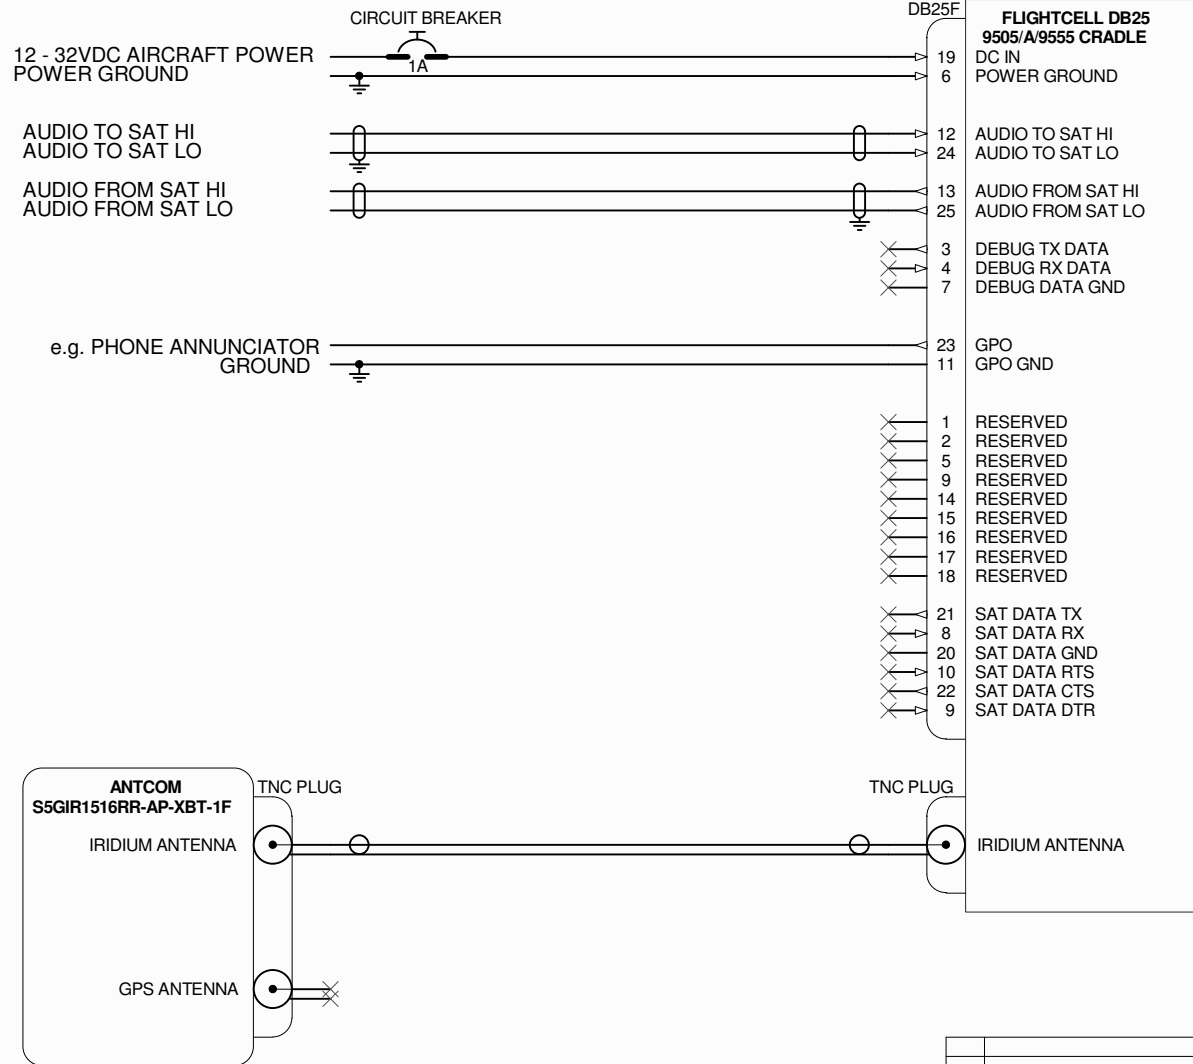 DB25F
CIRCUIT BREAKER
FLIGHTCELL DB25
9505/A/9555 CRADLE
12 - 32VDC AIRCRAFT POWER
1A
19 DC IN
POWER GROUND
6 POWER GROUND
AUDIO TO SAT HI
12 AUDIO TO SAT HI
AUDIO TO SAT LO
24 AUDIO TO SAT LO
AUDIO FROM SAT HI
13 AUDIO FROM SAT HI
AUDIO FROM SAT LO
25 AUDIO FROM SAT LO
3 DEBUG TX DATA
4 DEBUG RX DATA
7 DEBUG DATA GND
e.g. PHONE ANNUNCIATOR
23 GPO
GROUND
11 GPO GND
1 RESERVED
2 RESERVED
5 RESERVED
9 RESERVED
14 RESERVED
15 RESERVED
16 RESERVED
17 RESERVED
18 RESERVED
21 SAT DATA TX
8 SAT DATA RX
20 SAT DATA GND
10 SAT DATA RTS
22 SAT DATA CTS
9 SAT DATA DTR
ANTCOM
S5GIR1516RR-AP-XBT-1F
TNC PLUG
TNC PLUG
IRIDIUM ANTENNA
IRIDIUM ANTENNA
GPS ANTENNA